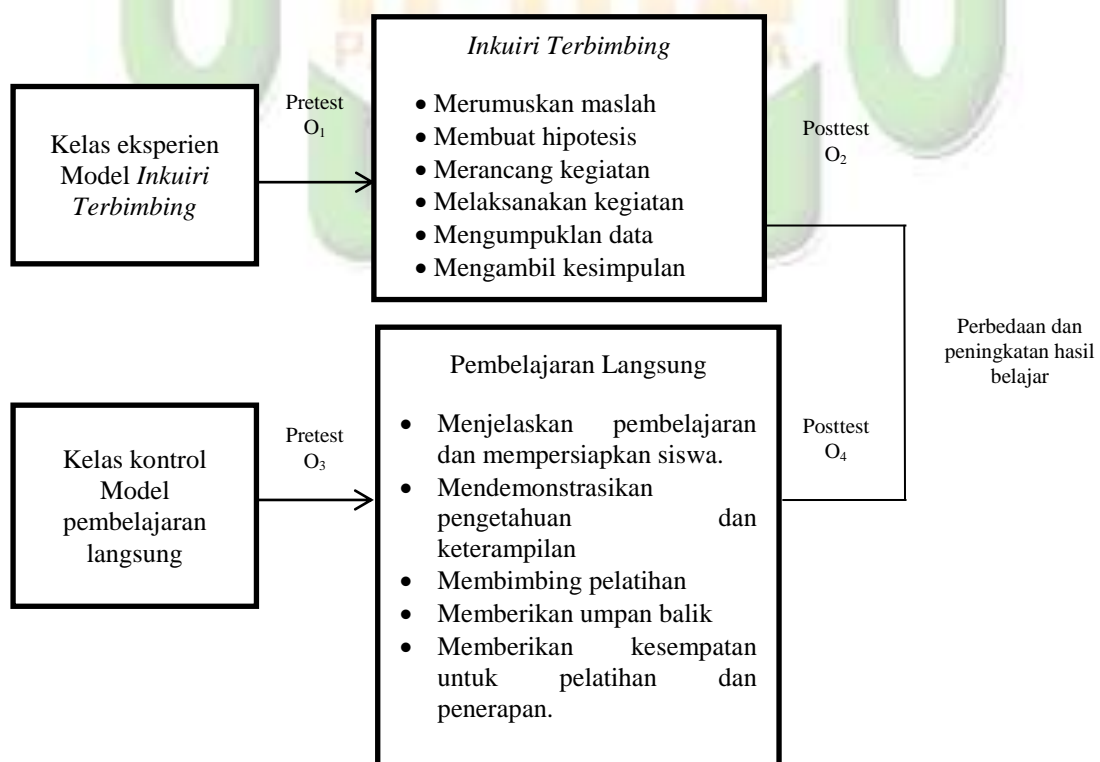 Kelas eksperien
Model Inkuiri
Terbimbing
Pretest
O₁
Inkuiri Terbimbing
• Merumuskan maslah
• Membuat hipotesis
• Merancang kegiatan
• Melaksanakan kegiatan
• Mengumpuklan data
• Mengambil kesimpulan
Posttest
O₂
Perbedaan dan
peningkatan hasil
belajar
Kelas kontrol
Model
pembelajaran
langsung
Pretest
O₃
Pembelajaran Langsung
• Menjelaskan pembelajaran
dan mempersiapkan siswa.
• Mendemonstrasikan
pengetahuan dan
keterampilan
• Membimbing pelatihan
• Memberikan umpan balik
• Memberikan kesempatan
untuk pelatihan dan
penerapan.
Posttest
O₄